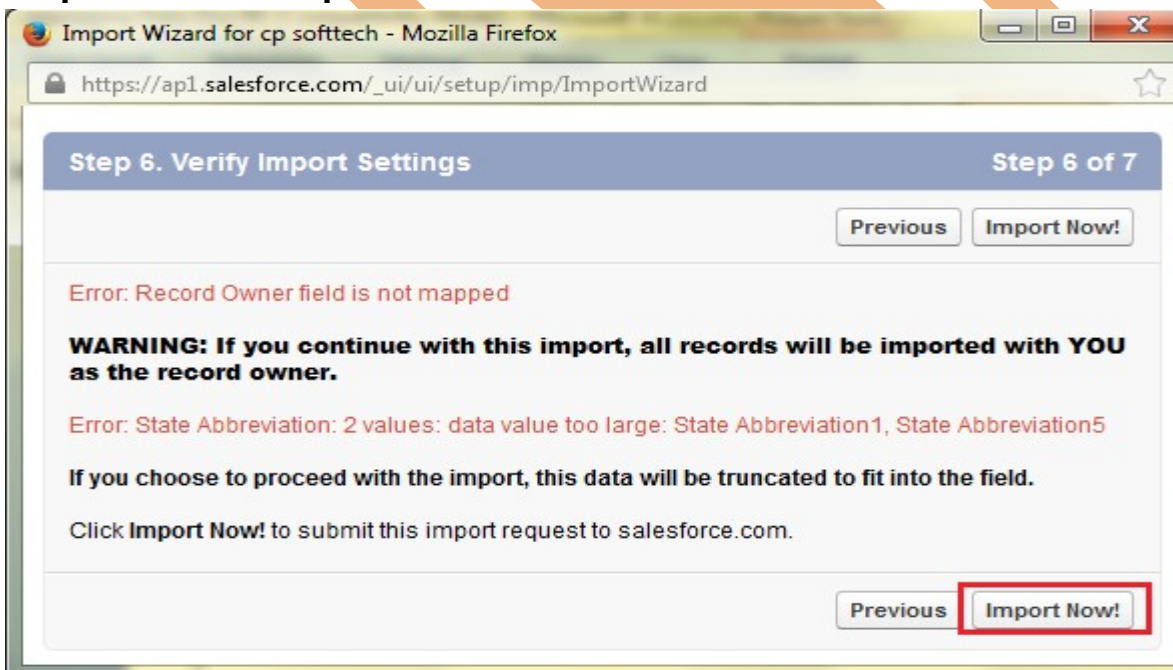 Import Wizard for cp softtech - Mozilla Firefox
https://ap1.salesforce.com/_ui/ui/setup/imp/ImportWizard
Step 6. Verify Import Settings Step 6 of 7
Previous Import Now!
Error: Record Owner field is not mapped
WARNING: If you continue with this import, all records will be imported with YOU
as the record owner.
Error: State Abbreviation: 2 values: data value too large: State Abbreviation1, State Abbreviation5
If you choose to proceed with the import, this data will be truncated to fit into the field.
Click Import Now! to submit this import request to salesforce.com.
Previous Import Now!